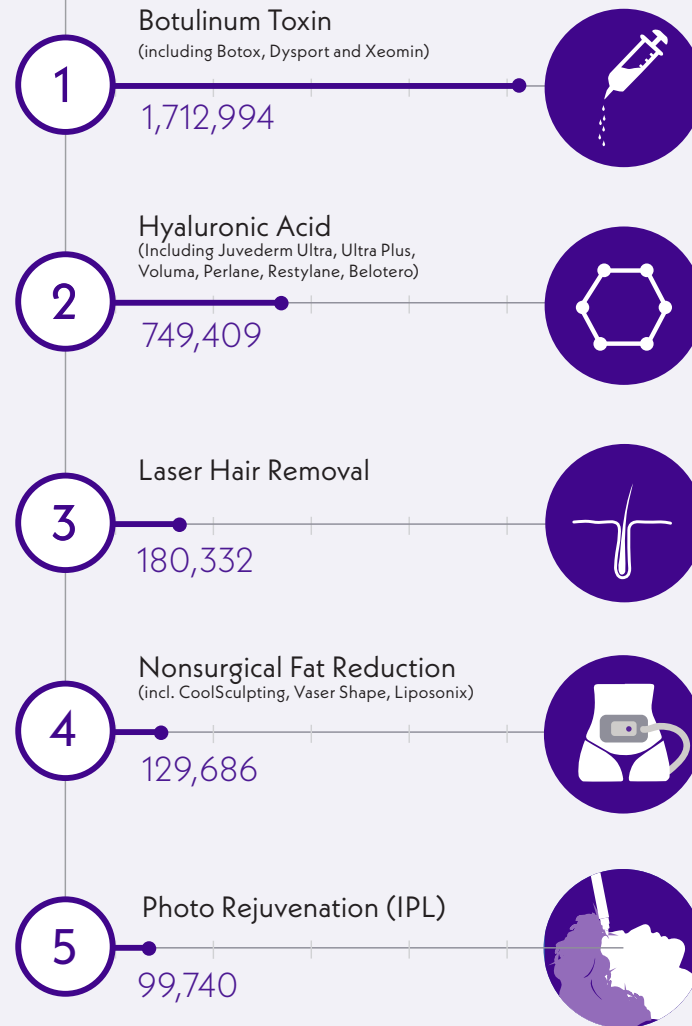 Botulinum Toxin
(including Botox, Dysport and Xeomin)
1
1,712,994
Hyaluronic Acid
(Including Juvederm Ultra, Ultra Plus,
Voluma, Perlane, Restylane, Belotero)
2
749,409
Laser Hair Removal
3
180,332
Nonsurgical Fat Reduction
(incl. CoolSculpting, Vaser Shape, Liposonix)
4
129,686
Photo Rejuvenation (IPL)
5
99,740